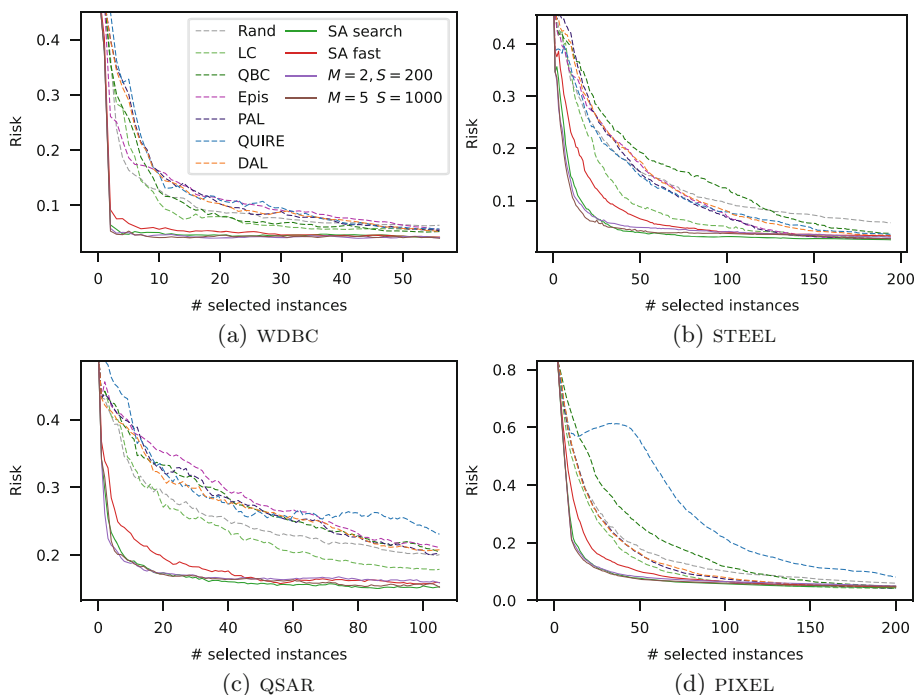 0.4
0.3
0.2
0.1
Risk
0 10 20 30 40 50
# selected instances
Rand
LC
QBC
Epis
PAL
QUIRE
DAL
SA search
SA fast
M = 2, S = 200
M = 5 S = 1000
(a) WDBC
0.4
0.3
0.2
0.1
Risk
0 50 100 150 200
# selected instances
(b) STEEL
0.4
0.3
0.2
Risk
0 20 40 60 80 100
# selected instances
(c) QSAR
0.8
0.6
0.4
0.2
0.0
Risk
0 50 100 150 200
# selected instances
(d) PIXEL